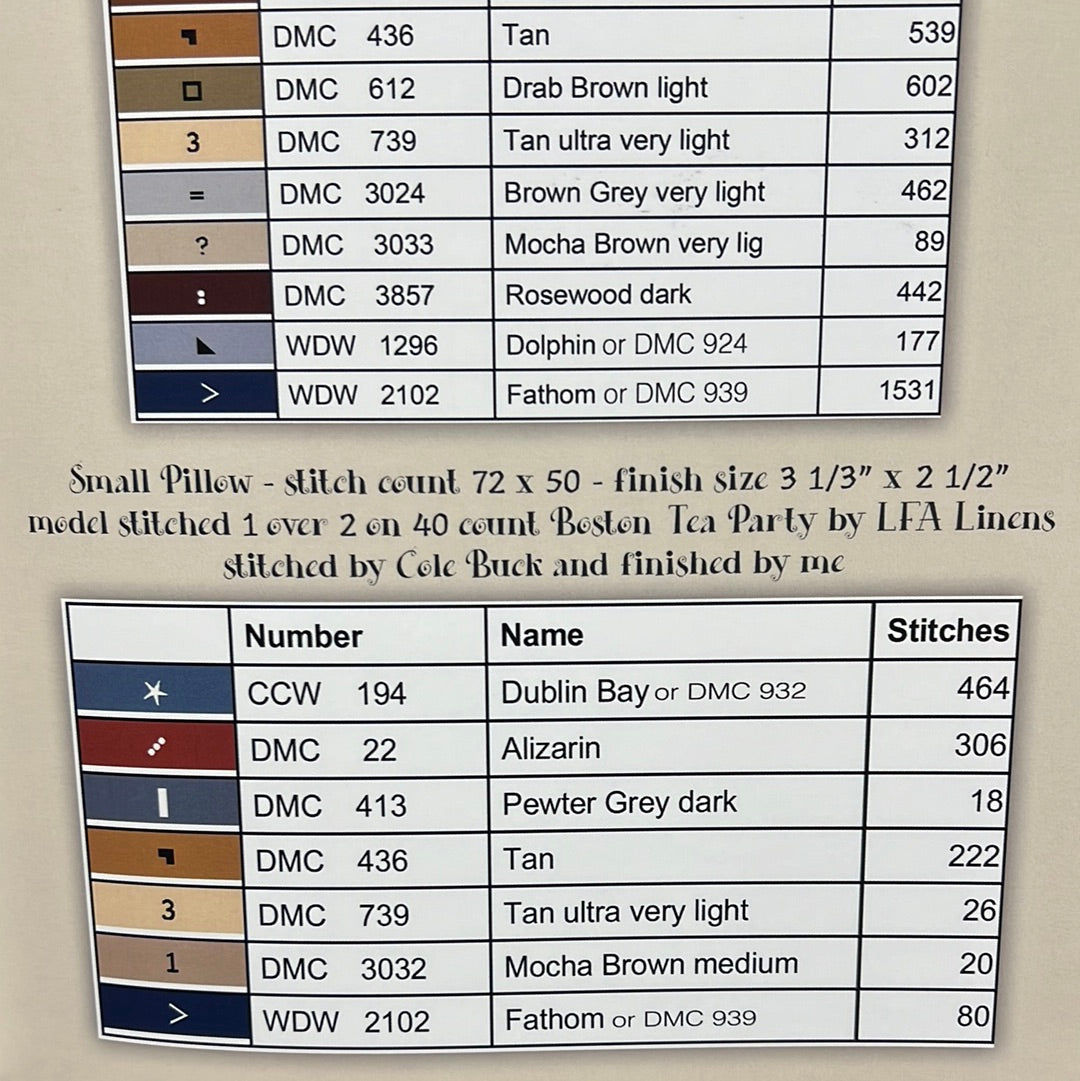 DMC 436 Tan 539
DMC 612 Drab Brown light 602
3 DMC 739 Tan ultra very light 312
= DMC 3024 Brown Grey very light 462
? DMC 3033 Mocha Brown very lig 89
: DMC 3857 Rosewood dark 442
WDW 1296 Dolphin or DMC 924 177
> WDW 2102 Fathom or DMC 939 1531
Small Pillow - stitch count 72 x 50 - finish size 3 1/3" x 2 1/2"
model stitched 1 over 2 on 40 count Boston Tea Party by LFA Linens
stitched by Cole Buck and finished by me
Number Name Stitches
CCW 194 Dublin Bay or DMC 932 464
DMC 22 Alizarin 306
DMC 413 Pewter Grey dark 18
DMC 436 Tan 222
3 DMC 739 Tan ultra very light 26
1 DMC 3032 Mocha Brown medium 20
> WDW 2102 Fathom or DMC 939 80